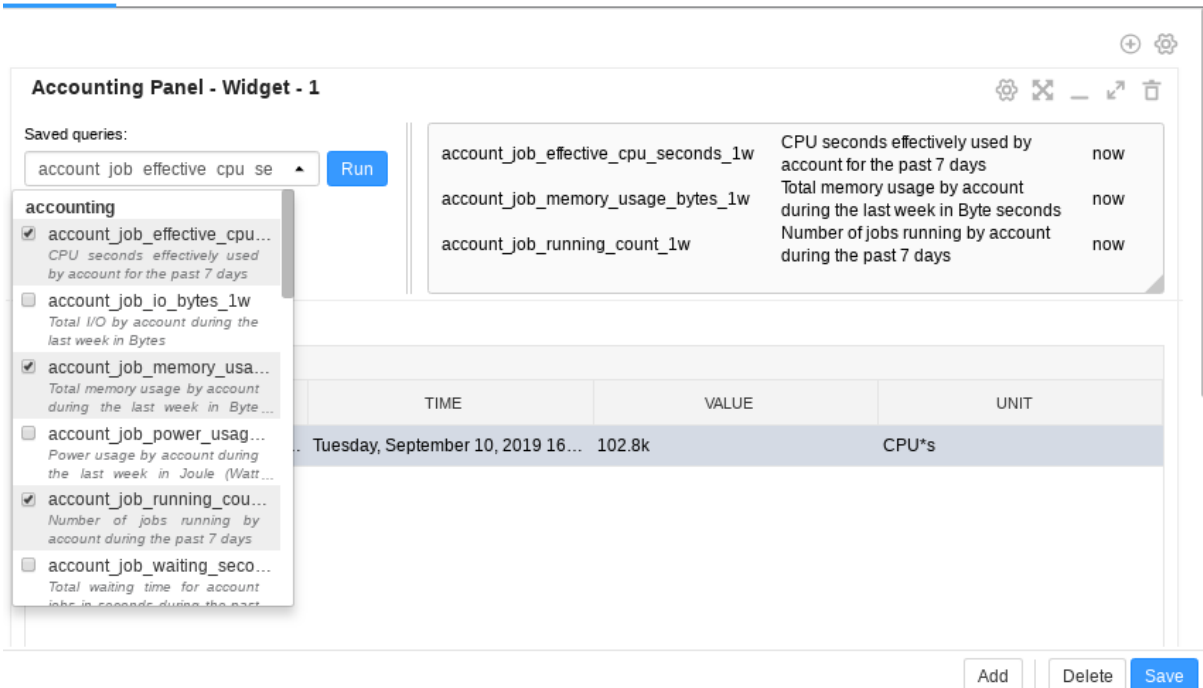 Accounting Panel - Widget - 1
Saved queries:
account job effective cpu se
Run
accounting
account_job_effective_cpu...
CPU seconds effectively used
by account for the past 7 days
account_job_io_bytes_1w
Total I/O by account during the
last week in Bytes
account_job_memory_usa...
Total memory usage by account
during the last week in Byte...
account_job_power_usag...
Power usage by account during
the last week in Joule (Watt...
account_job_running_cou...
Number of jobs running by
account during the past 7 days
account_job_waiting_seco...
Total waiting time for account
jobs in seconds during the past
account_job_effective_cpu_seconds_1w
CPU seconds effectively used by
account for the past 7 days
now
account_job_memory_usage_bytes_1w
Total memory usage by account
during the last week in Byte seconds
now
account_job_running_count_1w
Number of jobs running by account
during the past 7 days
now
TIME VALUE UNIT
Tuesday, September 10, 2019 16... 102.8k CPU*s
Add Delete Save